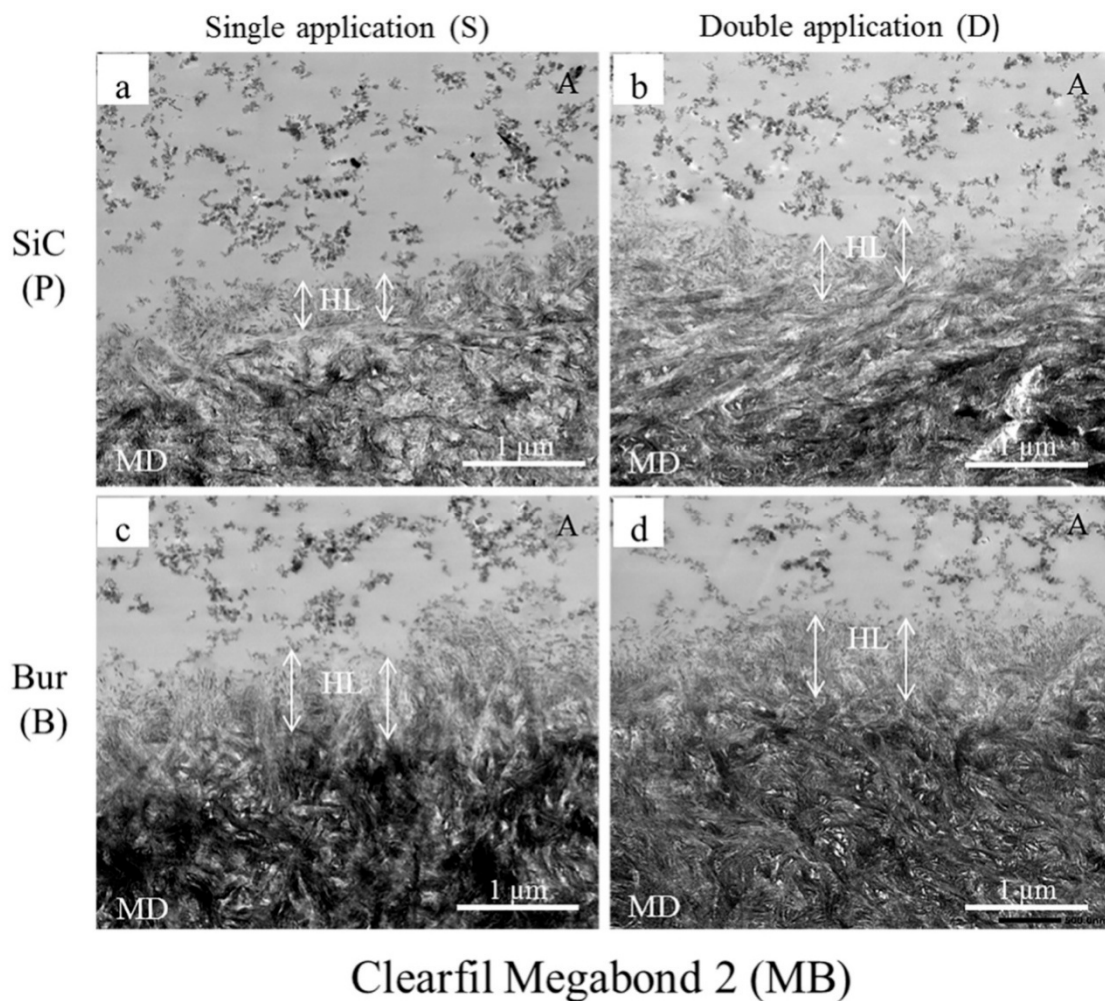 Single application (S)
Double application (D)
SiC
(P)
a
A
HL
MD
1 µm
b
A
HL
MD
1 µm
Bur
(B)
c
A
HL
MD
1 µm
d
A
HL
MD
1 µm
Clearfil Megabond 2 (MB)